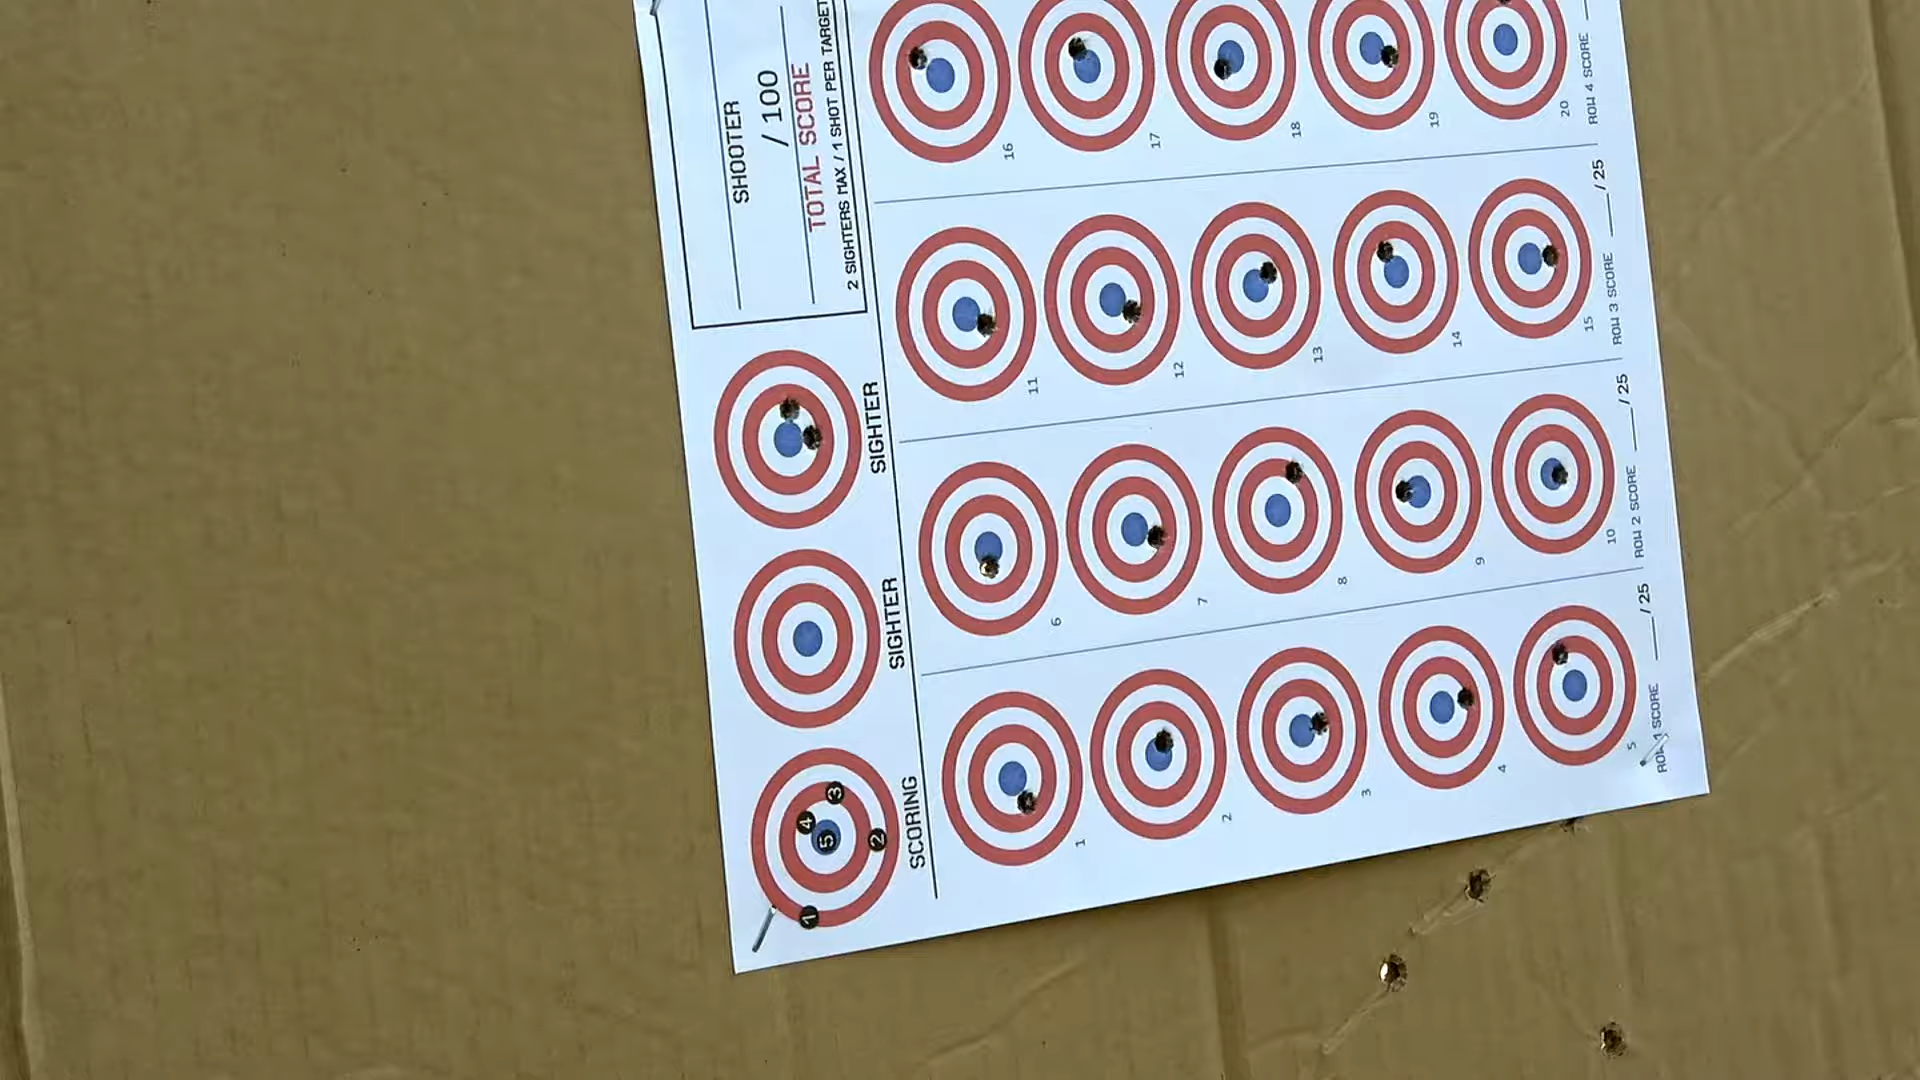 SHOOTER
/ 100
TOTAL SCORE
2 SIGHTERS MAX / 1 SHOT PER TARGET
SIGHTER
SIGHTER
SCORING
1
2
3
4
5
16
17
18
19
20
ROW 4 SCORE
11
12
13
14
15
ROW 3 SCORE
/ 25
6
7
8
9
10
ROW 2 SCORE
/ 25
1
2
3
4
5
ROW 1 SCORE
/ 25